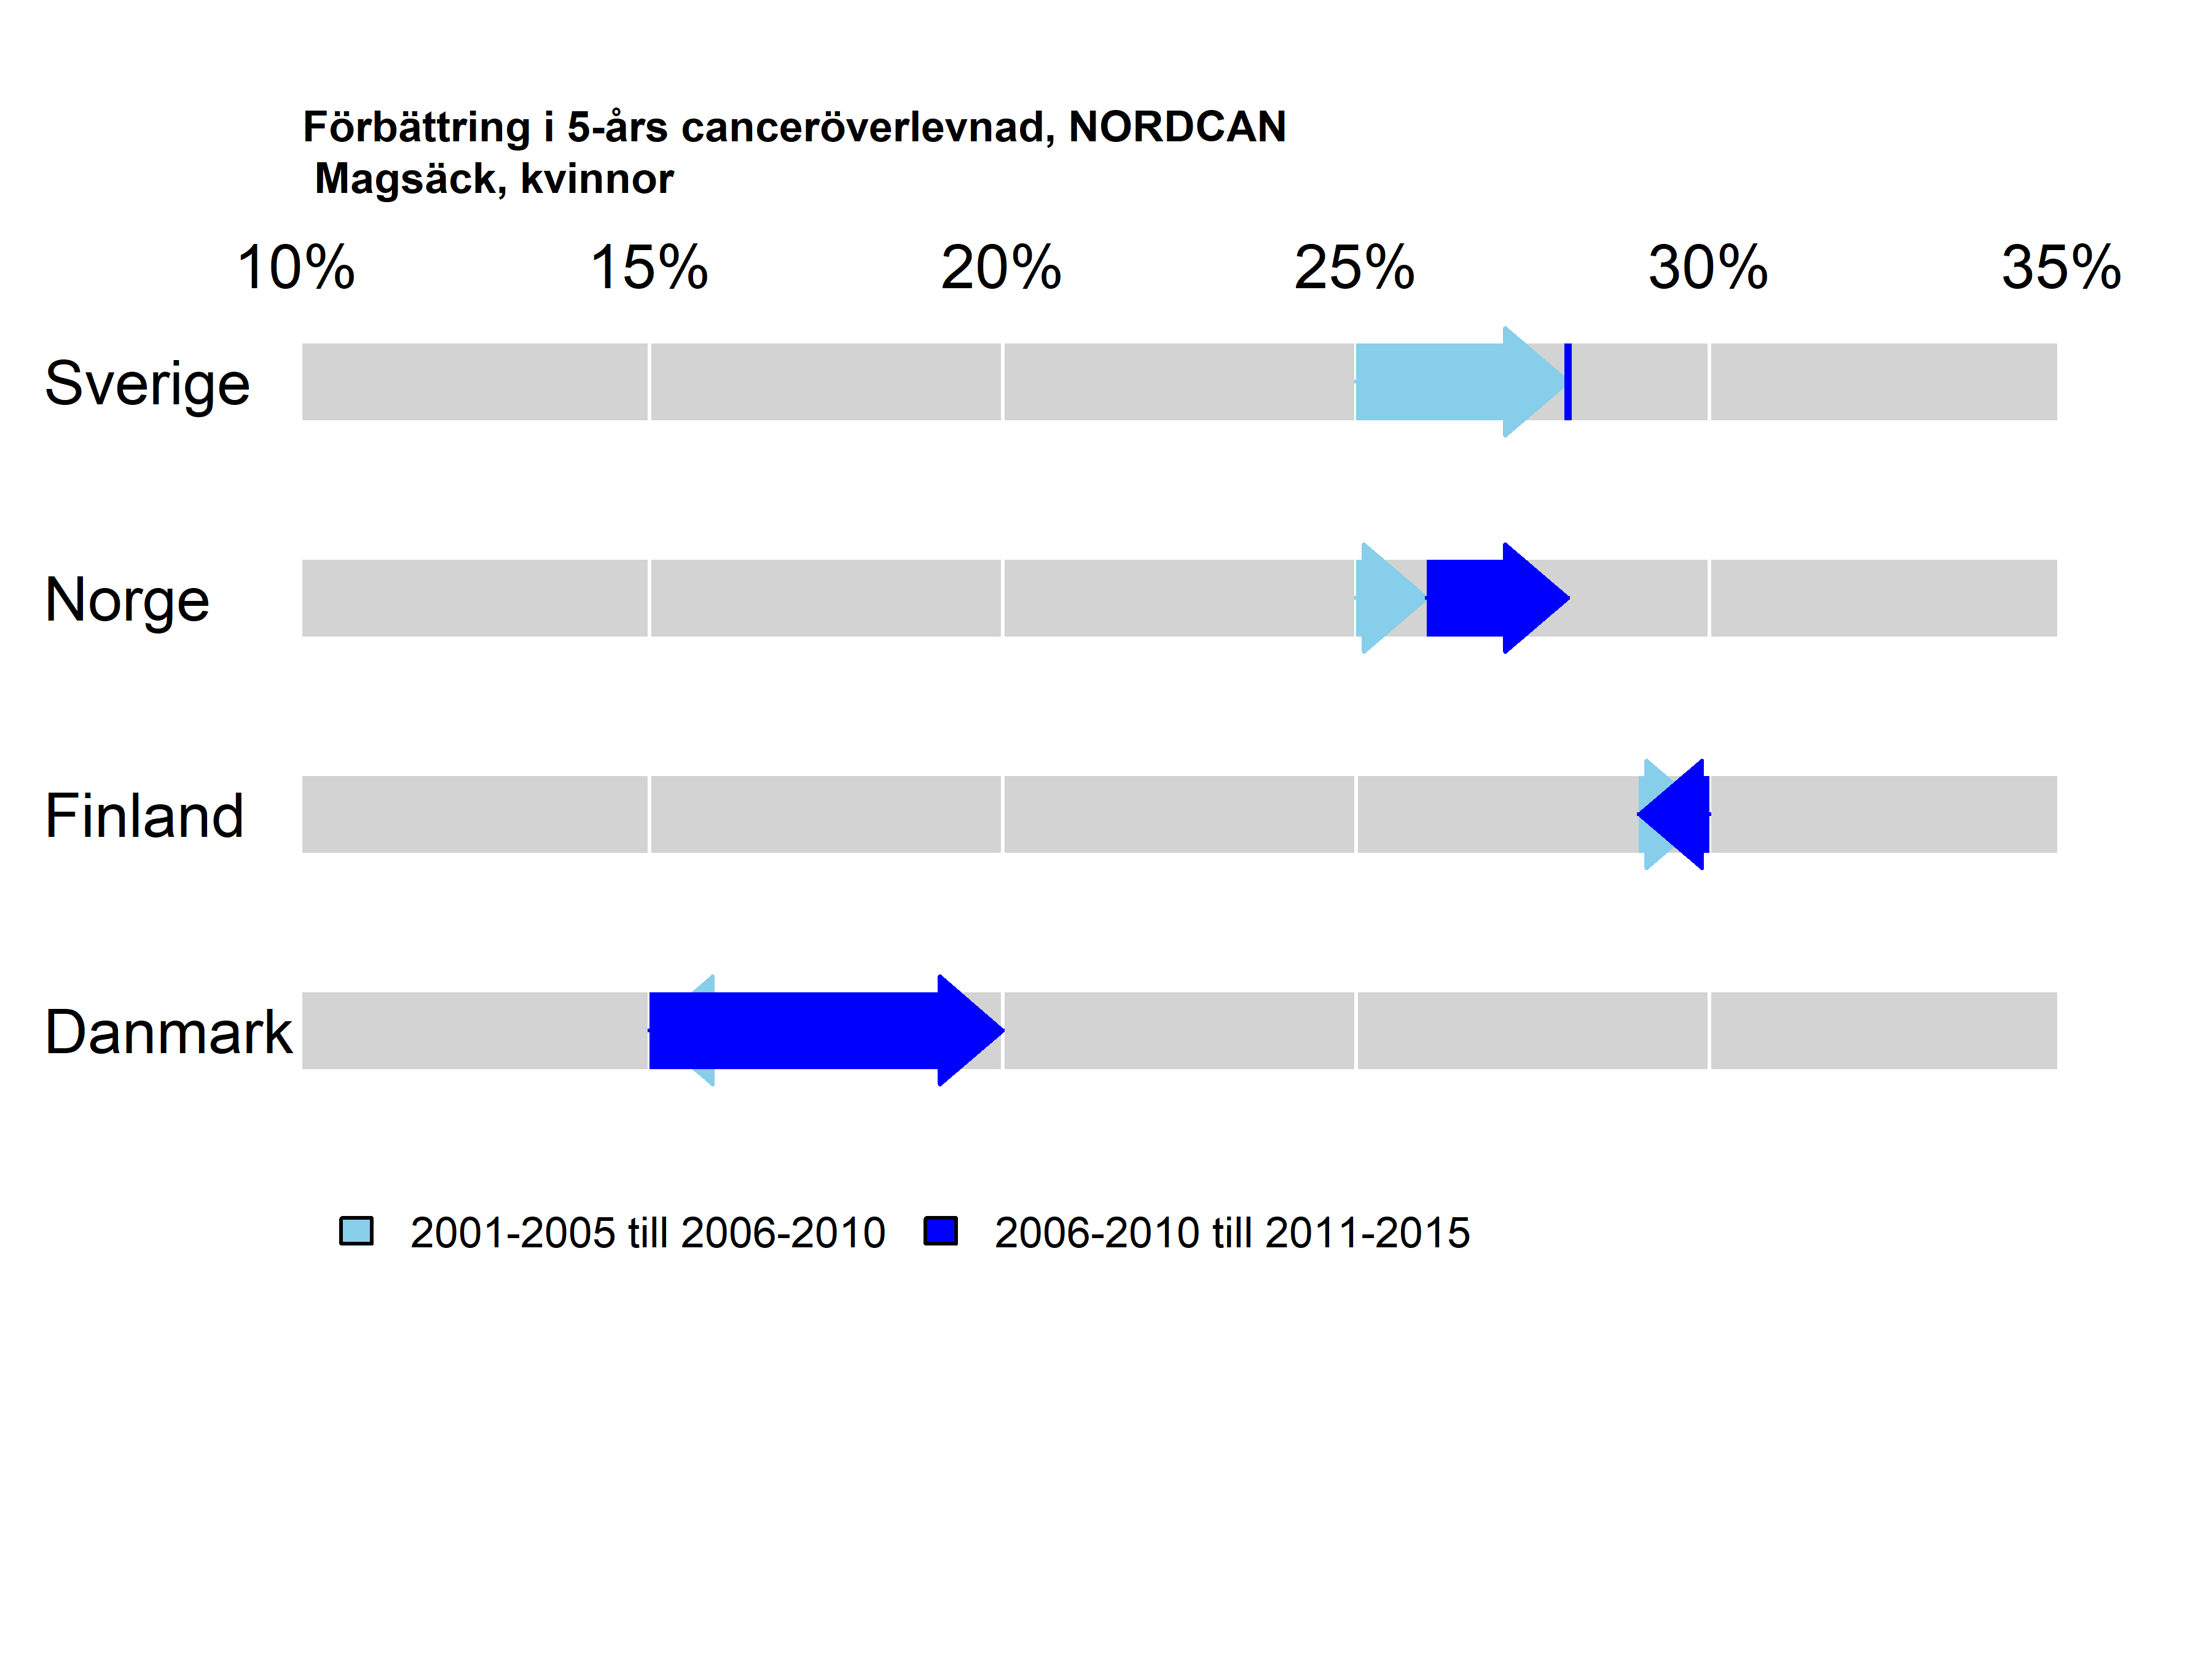 Förbättring i 5-års canceröverlevnad, NORDCAN
Magsäck, kvinnor
10% 15% 20% 25% 30% 35%
Sverige
Norge
Finland
Danmark
2001-2005 till 2006-2010 2006-2010 till 2011-2015